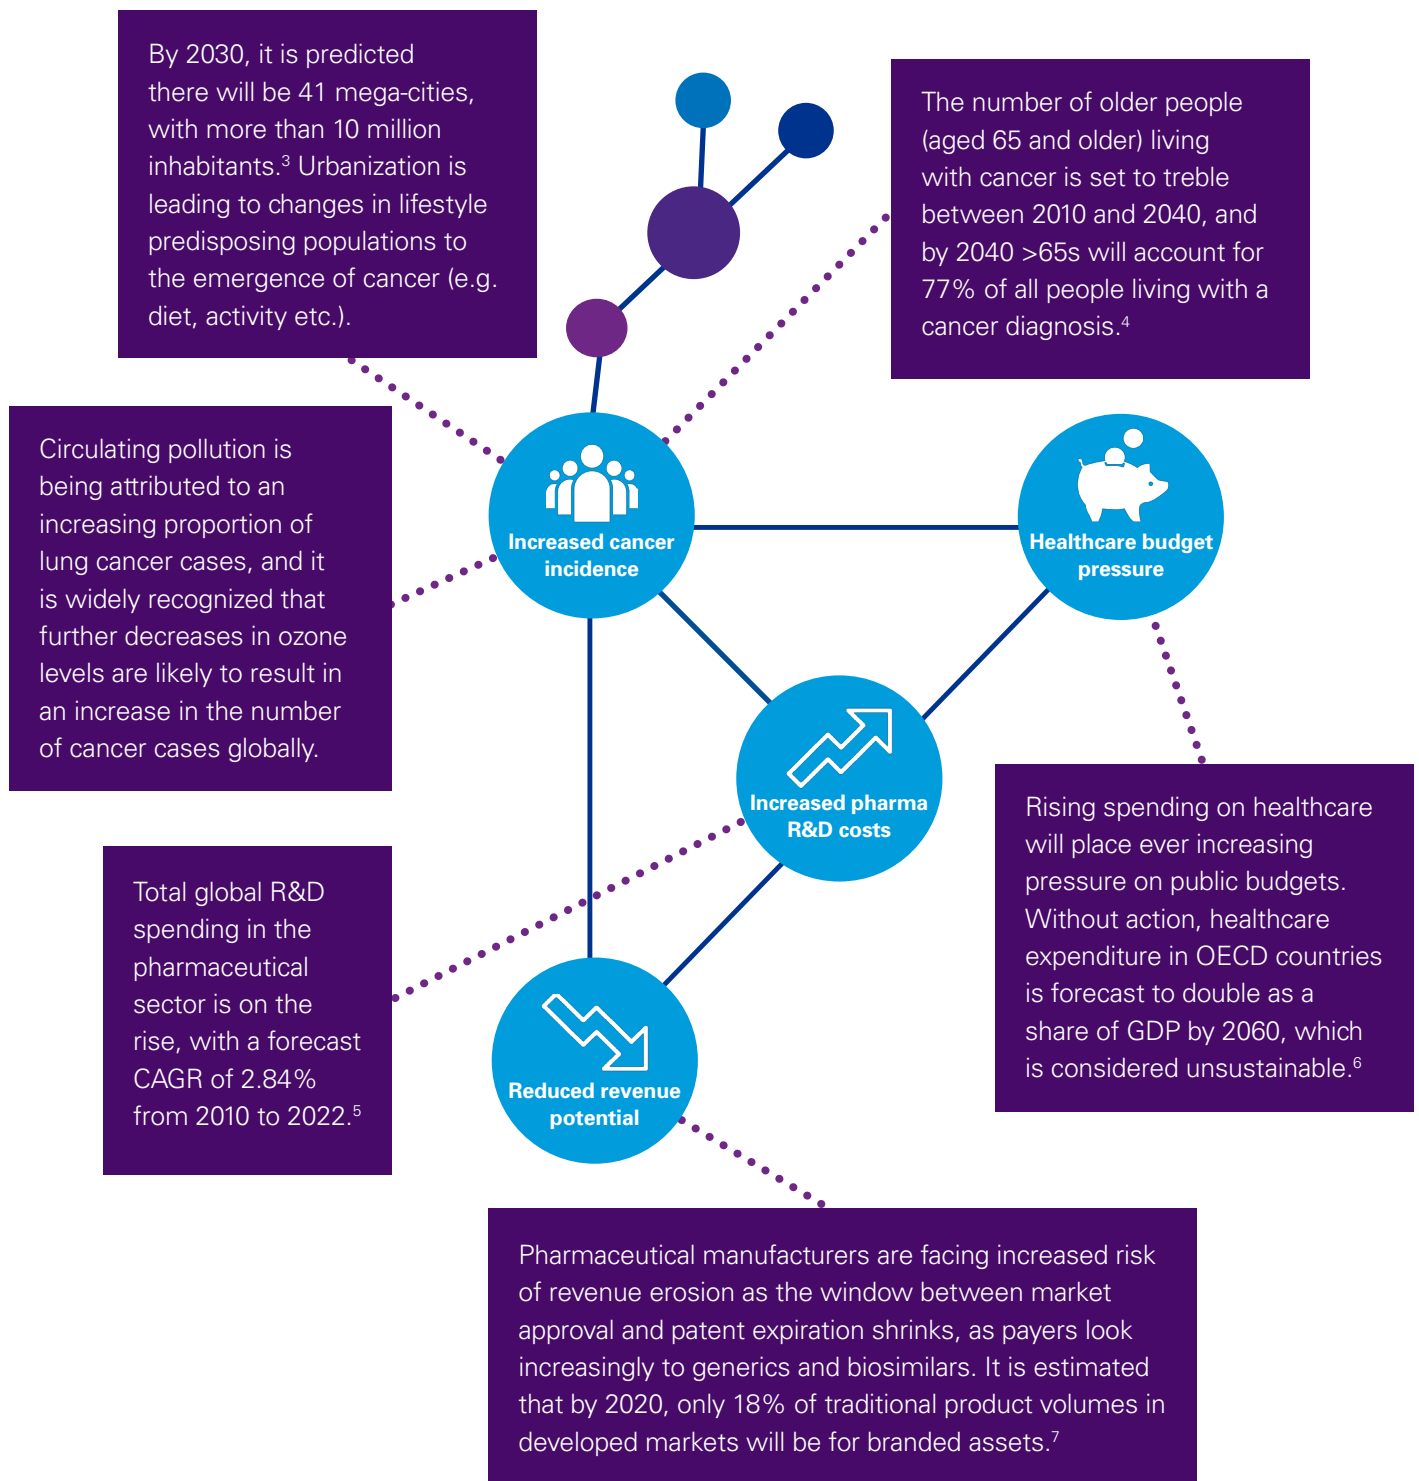 By 2030, it is predicted
there will be 41 mega-cities,
with more than 10 million
inhabitants.³ Urbanization is
leading to changes in lifestyle
predisposing populations to
the emergence of cancer (e.g.
diet, activity etc.).
The number of older people
(aged 65 and older) living
with cancer is set to treble
between 2010 and 2040, and
by 2040 >65s will account for
77% of all people living with a
cancer diagnosis.⁴
Circulating pollution is
being attributed to an
increasing proportion of
lung cancer cases, and it
is widely recognized that
further decreases in ozone
levels are likely to result in
an increase in the number
of cancer cases globally.
Increased cancer
incidence
Healthcare budget
pressure
Increased pharma
R&D costs
Rising spending on healthcare
will place ever increasing
pressure on public budgets.
Without action, healthcare
expenditure in OECD countries
is forecast to double as a
share of GDP by 2060, which
is considered unsustainable.⁶
Total global R&D
spending in the
pharmaceutical
sector is on the
rise, with a forecast
CAGR of 2.84%
from 2010 to 2022.⁵
Reduced revenue
potential
Pharmaceutical manufacturers are facing increased risk
of revenue erosion as the window between market
approval and patent expiration shrinks, as payers look
increasingly to generics and biosimilars. It is estimated
that by 2020, only 18% of traditional product volumes in
developed markets will be for branded assets.⁷